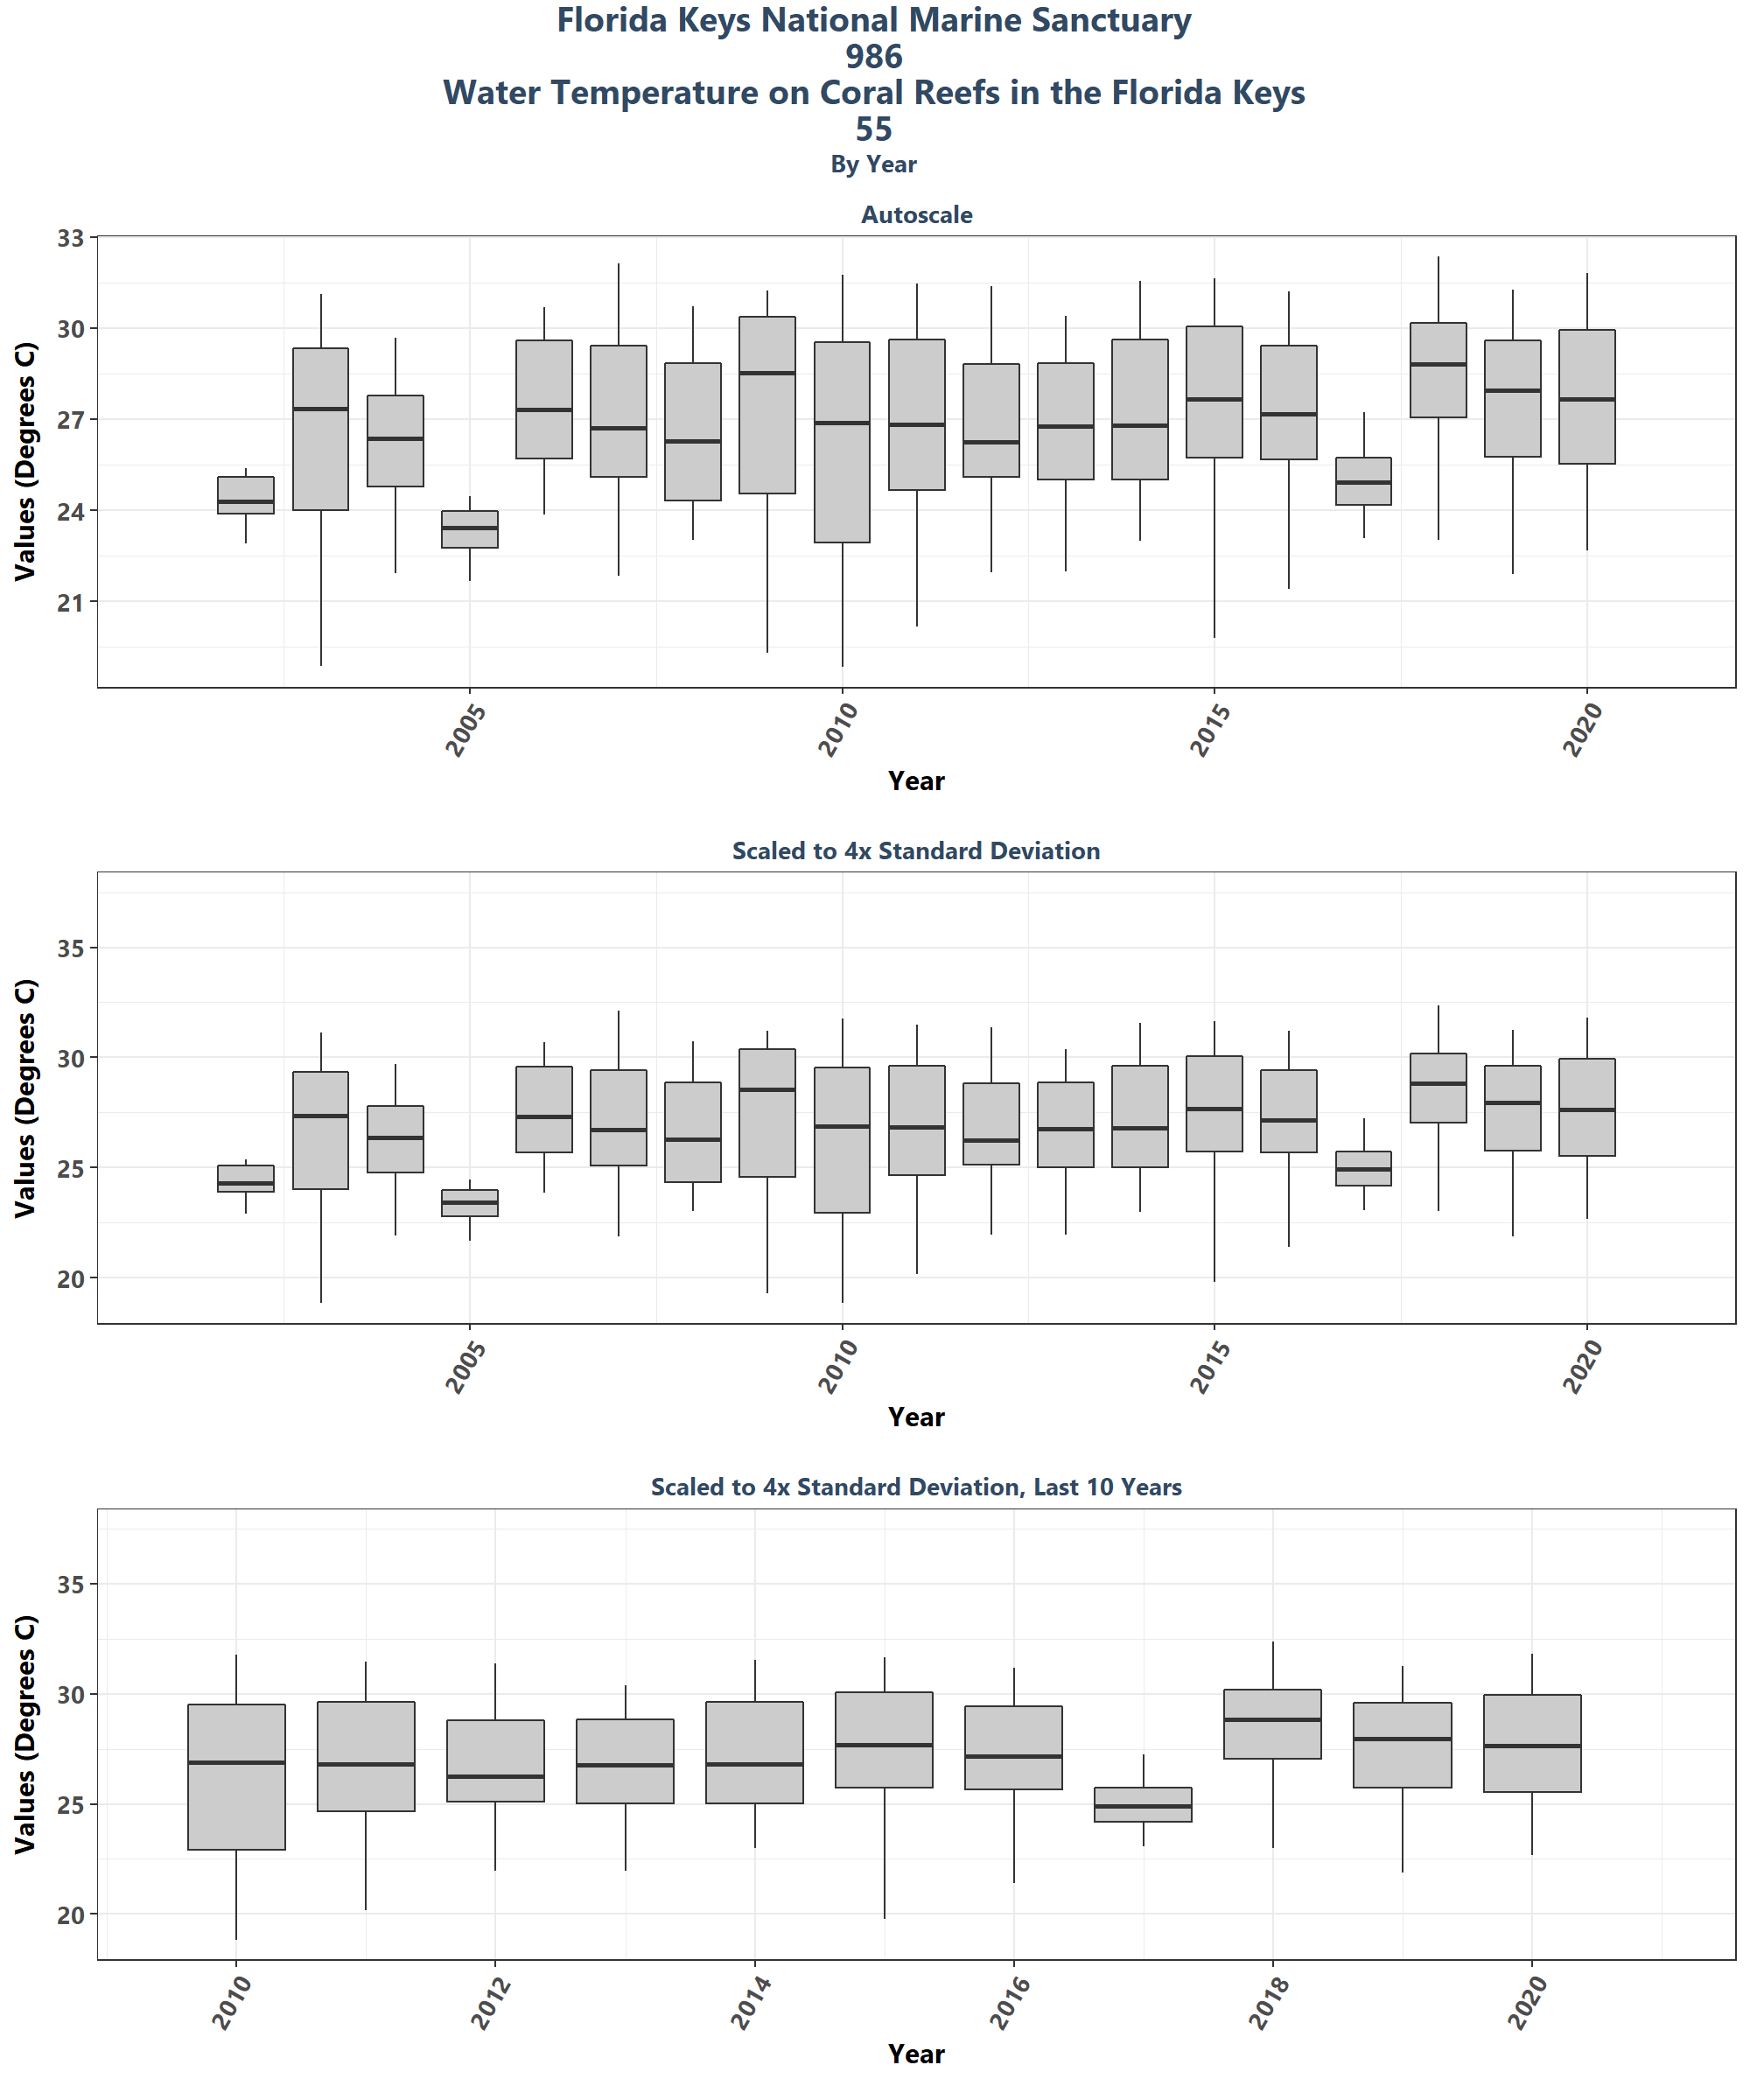 Florida Keys National Marine Sanctuary
986
Water Temperature on Coral Reefs in the Florida Keys
55
By Year
Autoscale
Values (Degrees C)
33
30
27
24
21
2005
2010
2015
2020
Year
Scaled to 4x Standard Deviation
Values (Degrees C)
35
30
25
20
2005
2010
2015
2020
Year
Scaled to 4x Standard Deviation, Last 10 Years
Values (Degrees C)
35
30
25
20
2010
2012
2014
2016
2018
2020
Year